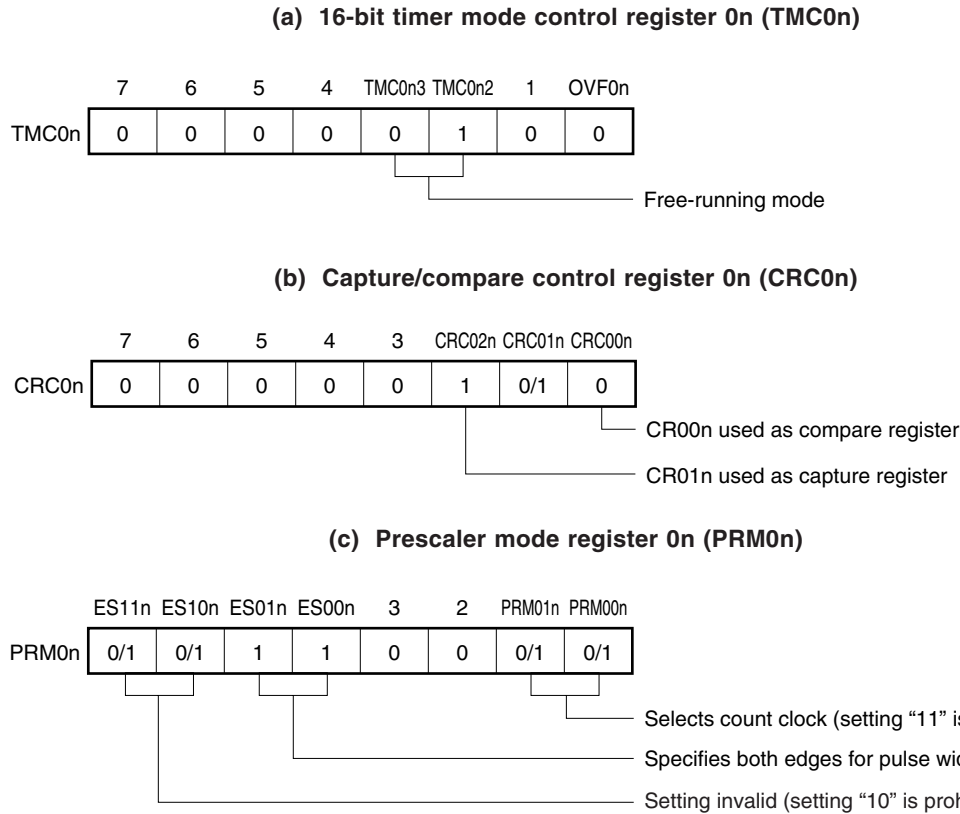 (a) 16-bit timer mode control register 0n (TMC0n)
7 6 5 4 TMC0n3 TMC0n2 1 OVF0n
TMC0n 0 0 0 0 0 1 0 0
Free-running mode
(b) Capture/compare control register 0n (CRC0n)
7 6 5 4 3 CRC02n CRC01n CRC00n
CRC0n 0 0 0 0 0 1 0/1 0
CR00n used as compare register
CR01n used as capture register
(c) Prescaler mode register 0n (PRM0n)
ES11n ES10n ES01n ES00n 3 2 PRM01n PRM00n
PRM0n 0/1 0/1 1 1 0 0 0/1 0/1
Selects count clock (setting “11” is
Specifies both edges for pulse
Setting invalid (setting “10” is